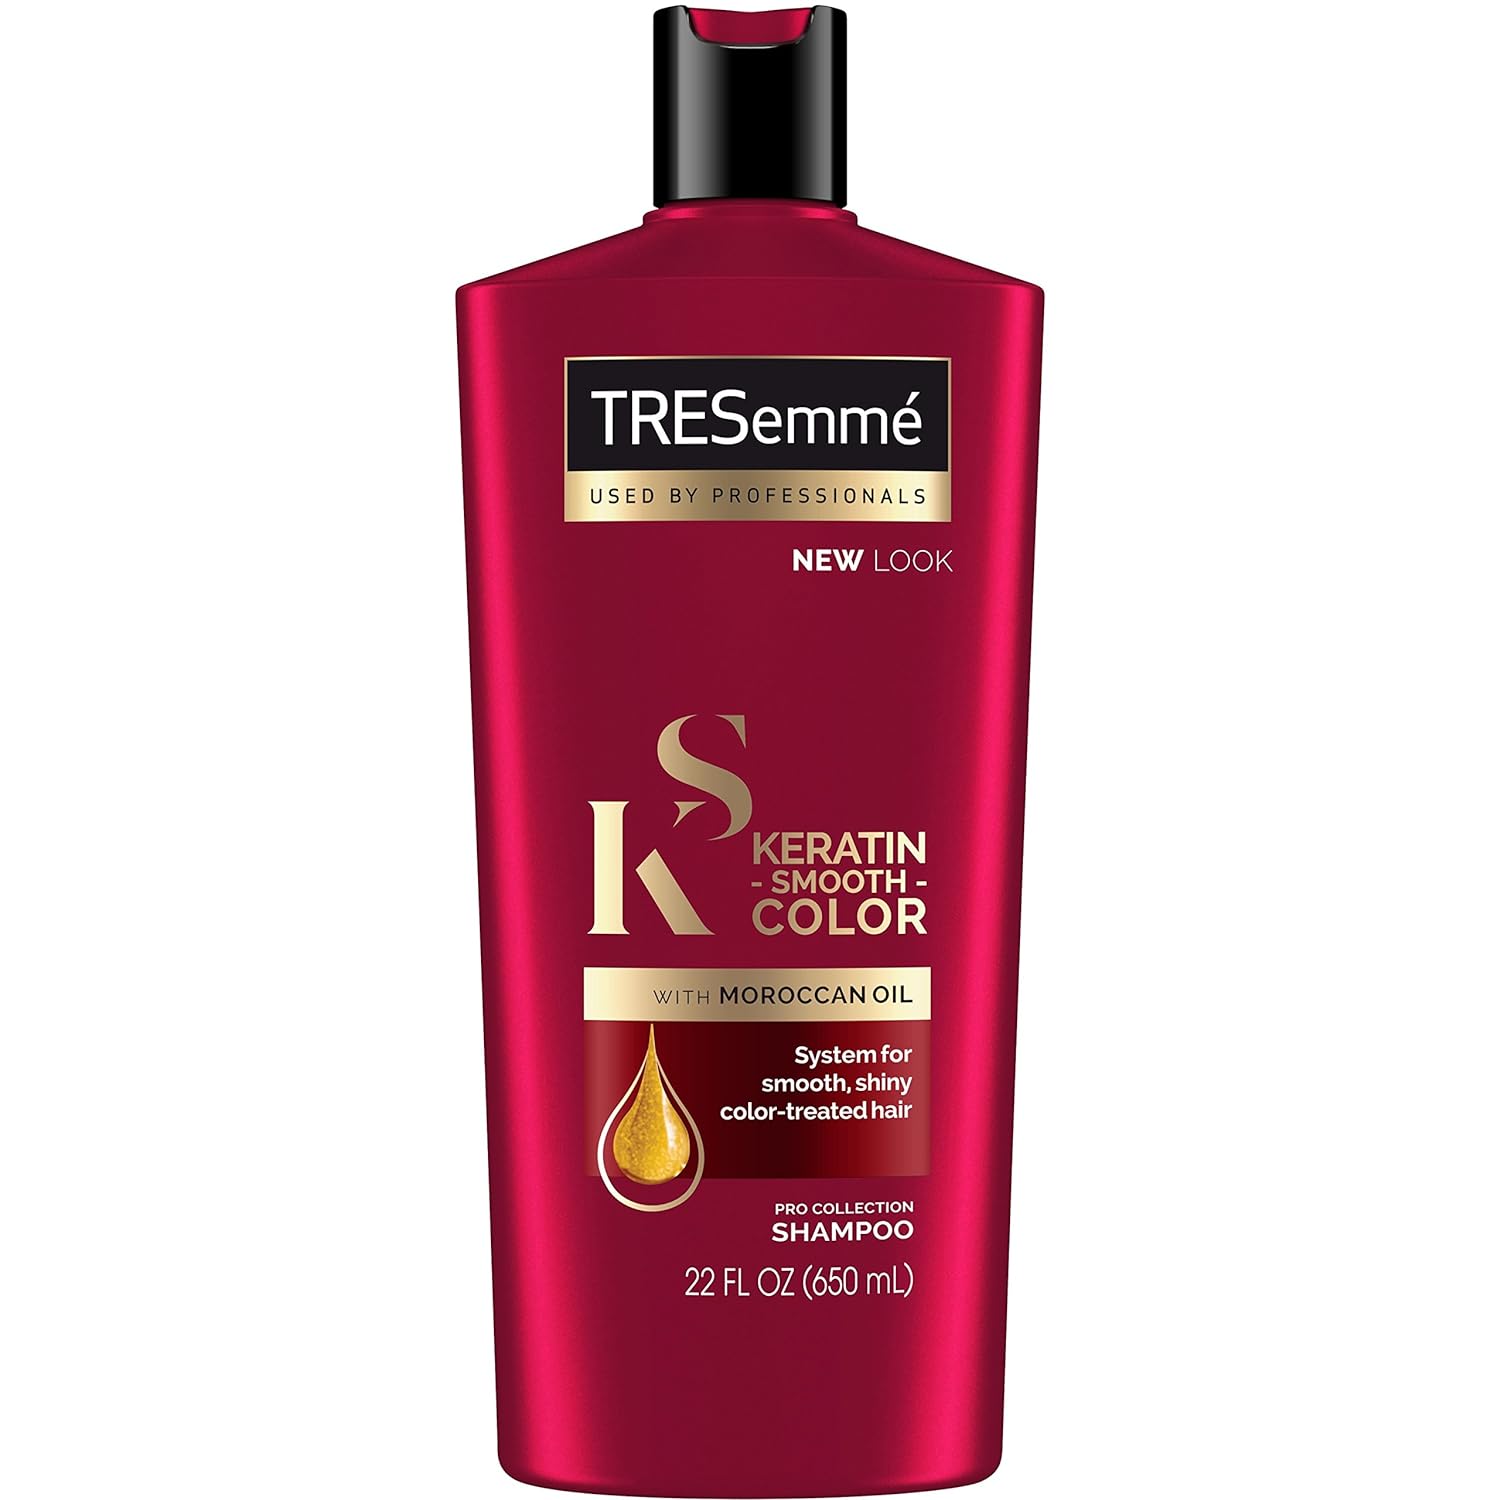 TRESemmé
USED BY PROFESSIONALS
NEW LOOK
KS
KERATIN
- SMOOTH -
COLOR
WITH MOROCCAN OIL
System for
smooth, shiny
color-treated hair
PRO COLLECTION
SHAMPOO
22 FL OZ (650 mL)